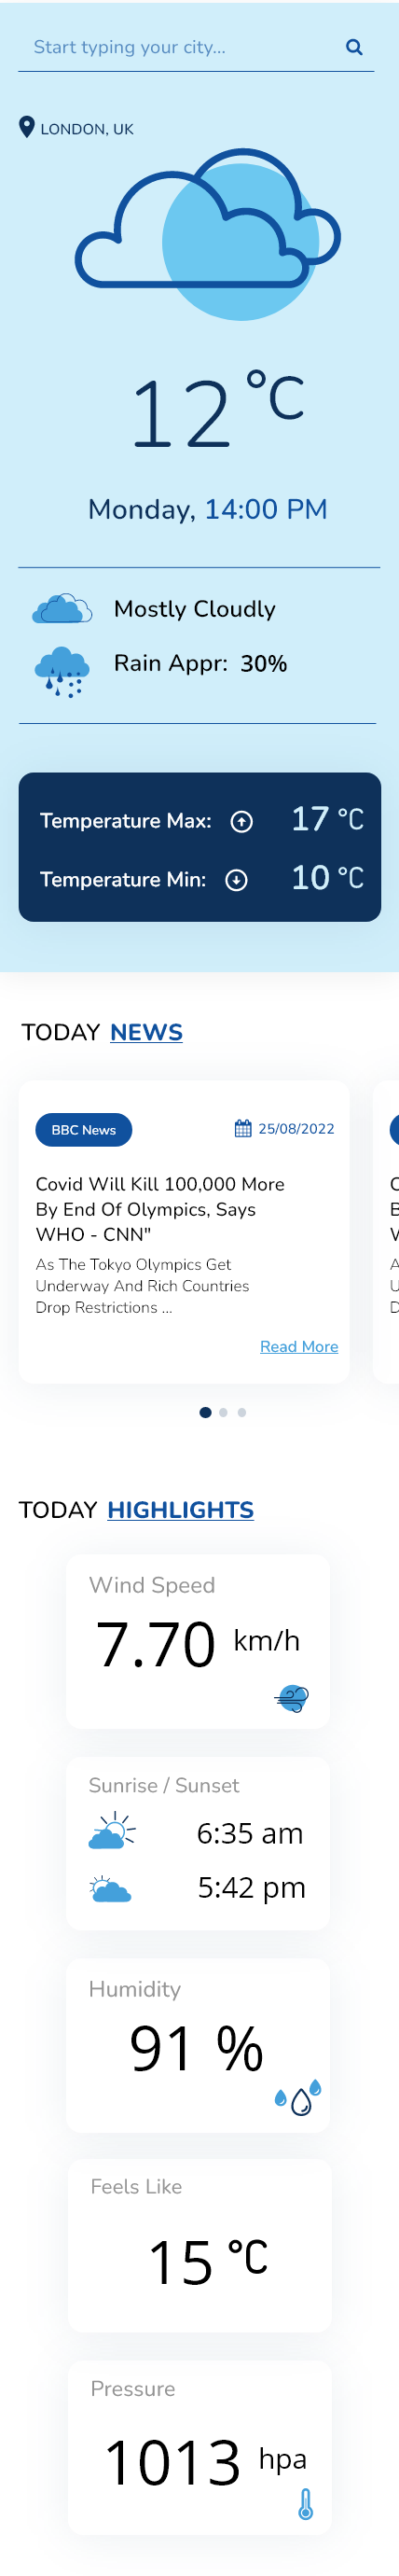 Start typing your city...
LONDON, UK
12 °C
Monday, 14:00 PM
Mostly Cloudly
Rain Appr: 30%
Temperature Max: 17 °C
Temperature Min: 10 °C
TODAY NEWS
BBC News 25/08/2022
Covid Will Kill 100,000 More
By End Of Olympics, Says
WHO - CNN"
As The Tokyo Olympics Get
Underway And Rich Countries
Drop Restrictions ...
Read More
TODAY HIGHLIGHTS
Wind Speed
7.70 km/h
Sunrise / Sunset
6:35 am
5:42 pm
Humidity
91 %
Feels Like
15 °C
Pressure
1013 hpa